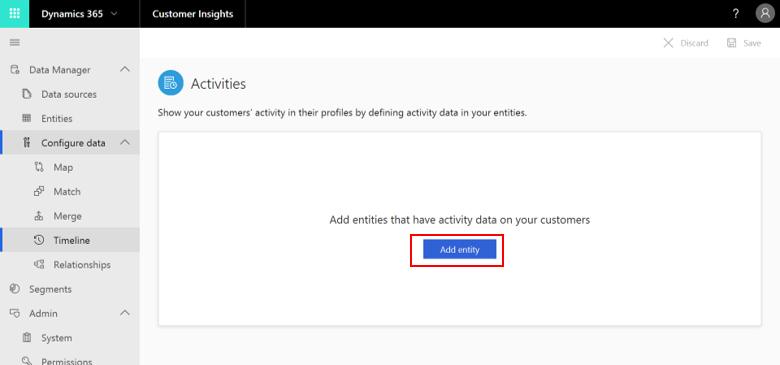 Dynamics 365
Customer Insights
?
Discard
Save
Data Manager
Data sources
Entities
Configure data
Map
Match
Merge
Timeline
Relationships
Segments
Admin
System
Permissions
Activities
Show your customers' activity in their profiles by defining activity data in your entities.
Add entities that have activity data on your customers
Add entity